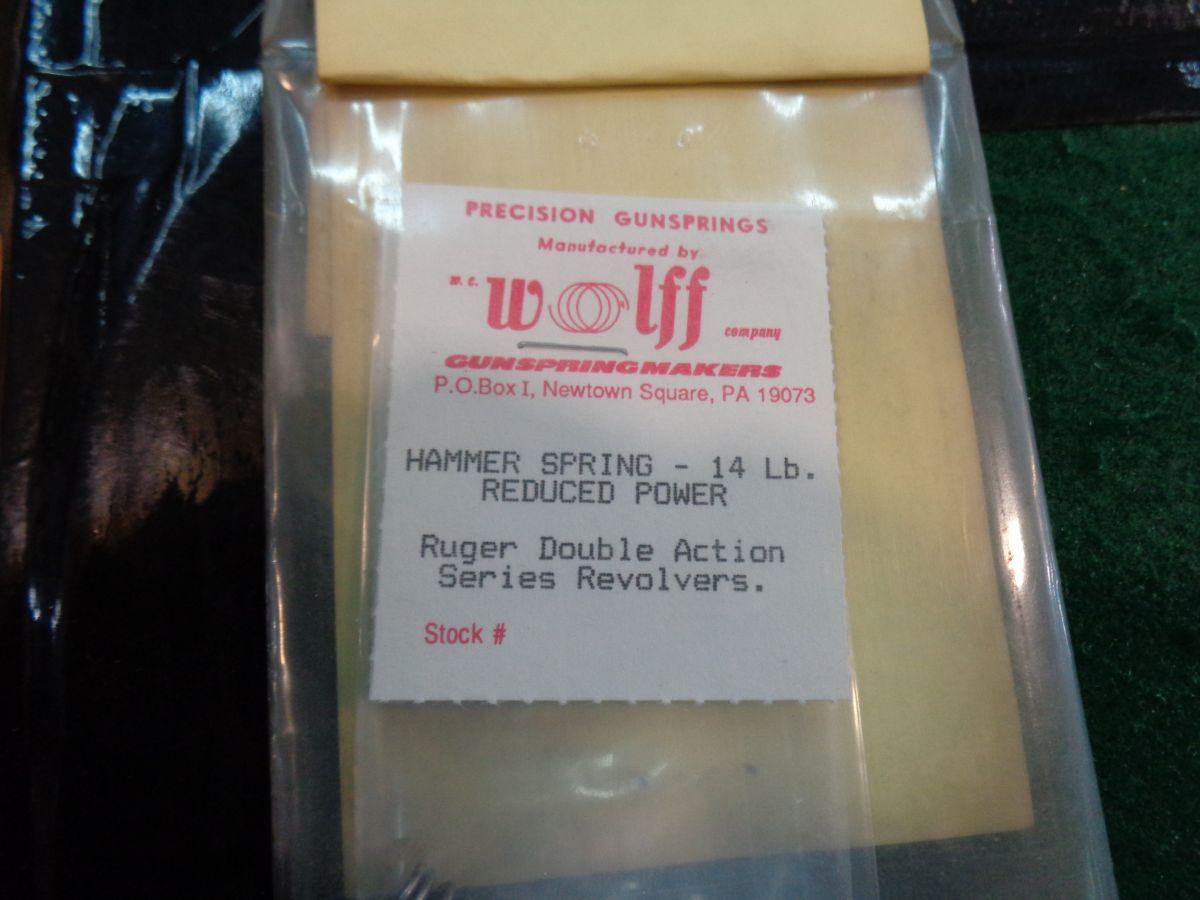 PRECISION GUNSPRINGS
Manufactured by
W. C. Wolff company
GUNSPRINGMAKERS
P.O.Box I, Newtown Square, PA 19073
HAMMER SPRING - 14 Lb.
REDUCED POWER
Ruger Double Action
Series Revolvers.
Stock #